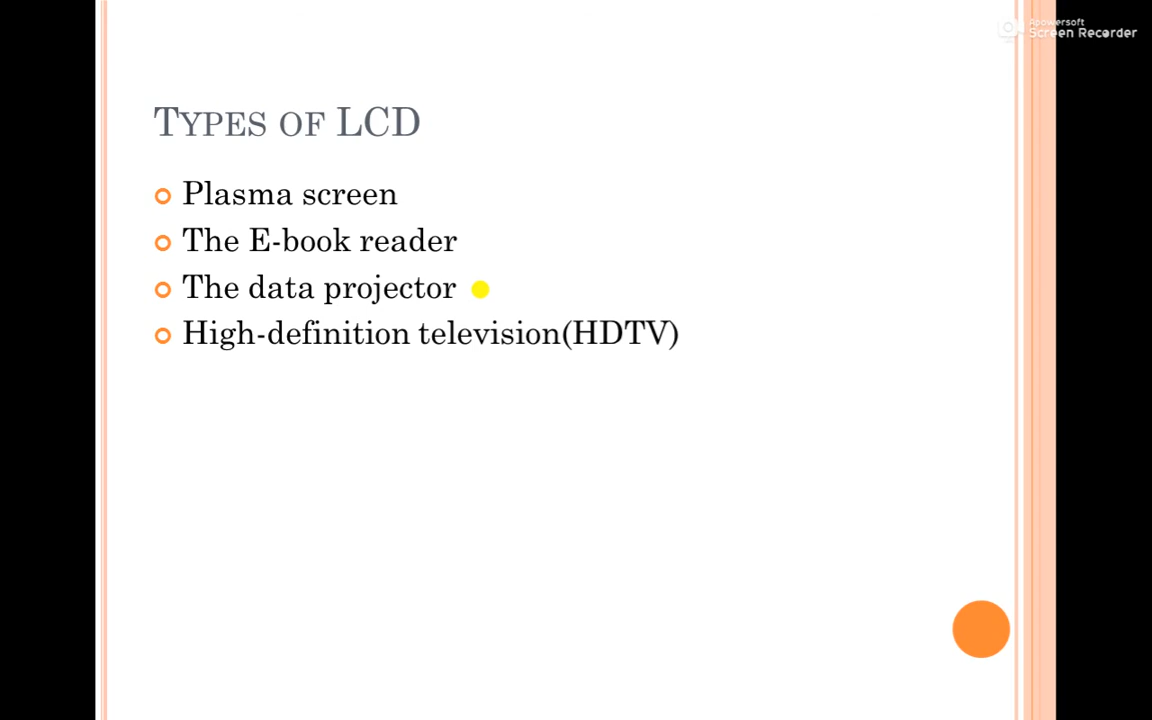 Apowersoft
Screen Recorder
TYPES OF LCD
Plasma screen
The E-book reader
The data projector
High-definition television(HDTV)